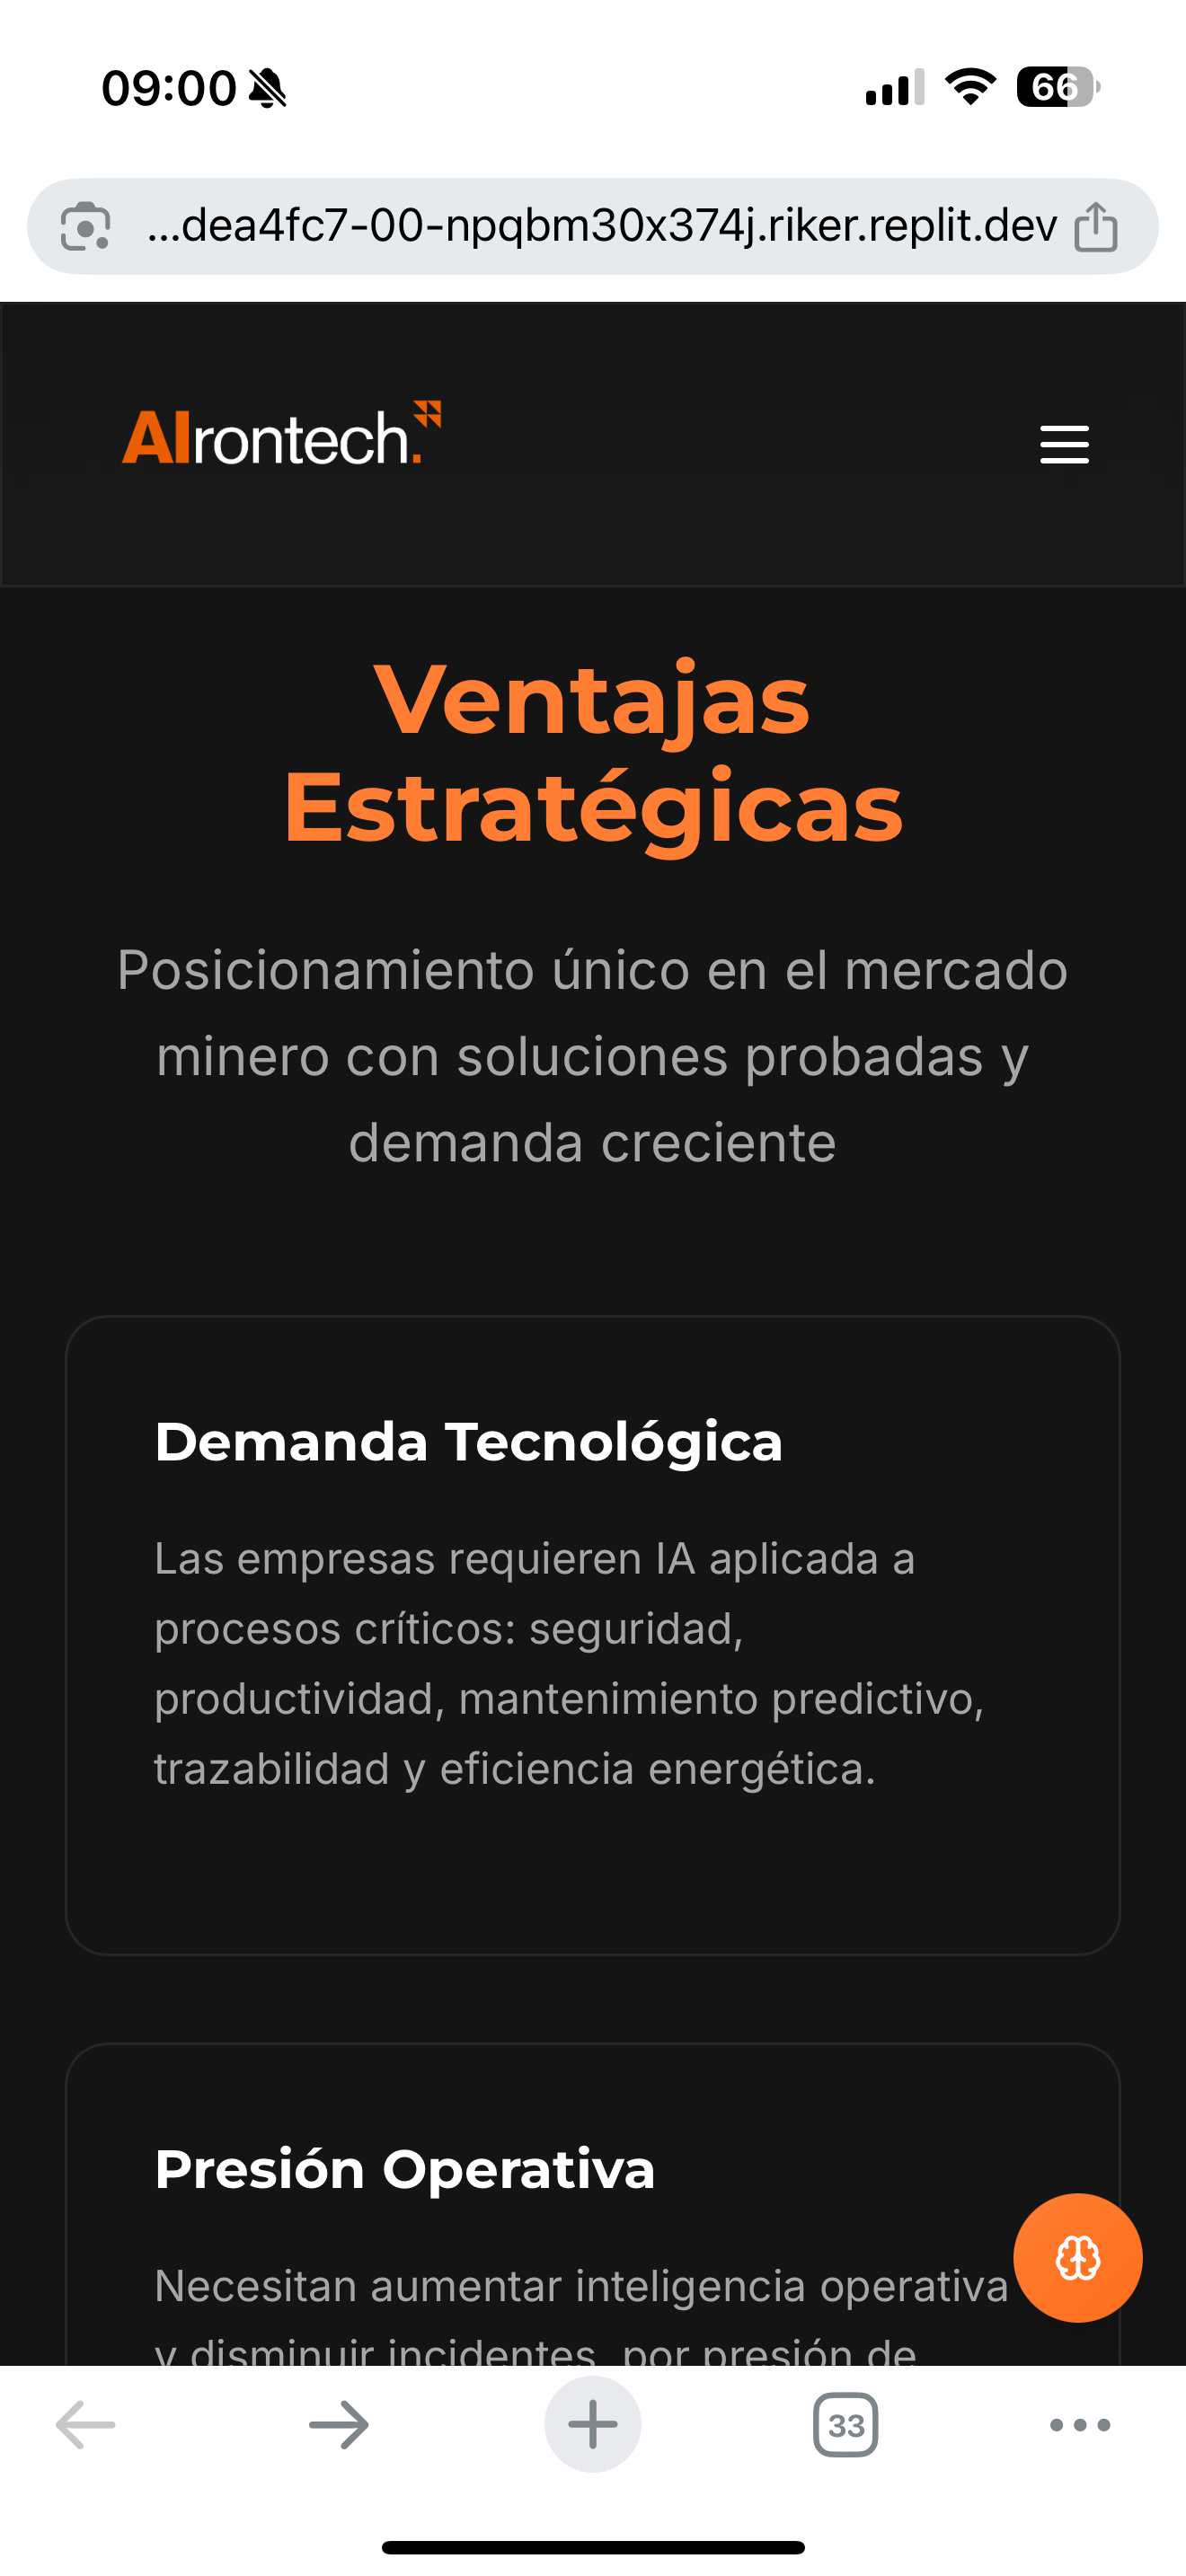 09:00
66
...dea4fc7-00-npqbm30x374j.riker.replit.dev
AIrontech.
Ventajas
Estratégicas
Posicionamiento único en el mercado
minero con soluciones probadas y
demanda creciente
Demanda Tecnológica
Las empresas requieren IA aplicada a
procesos críticos: seguridad,
productividad, mantenimiento predictivo,
trazabilidad y eficiencia energética.
Presión Operativa
Necesitan aumentar inteligencia operativa
y disminuir incidentes, por presión de
33